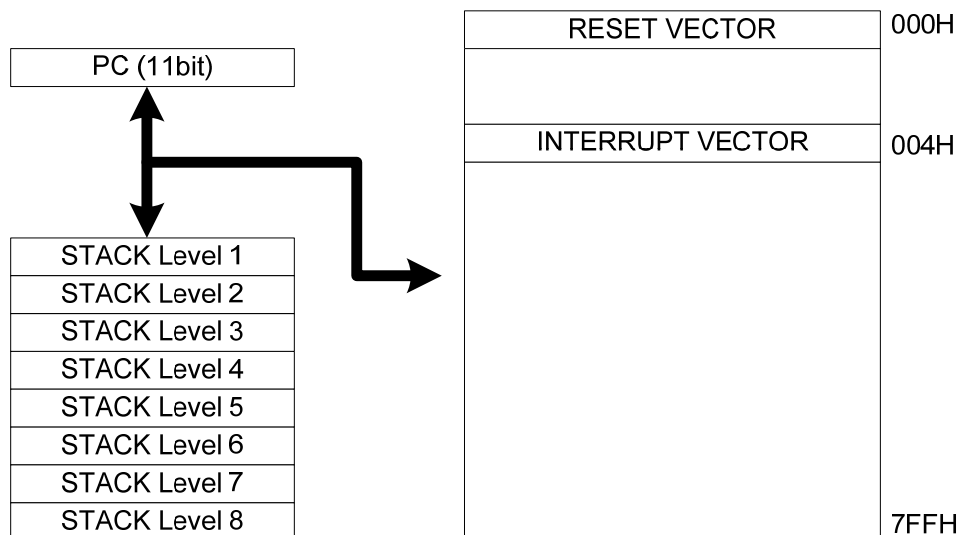 PC (11bit)
STACK Level 1
STACK Level 2
STACK Level 3
STACK Level 4
STACK Level 5
STACK Level 6
STACK Level 7
STACK Level 8
RESET VECTOR
000H
INTERRUPT VECTOR
004H
7FFH